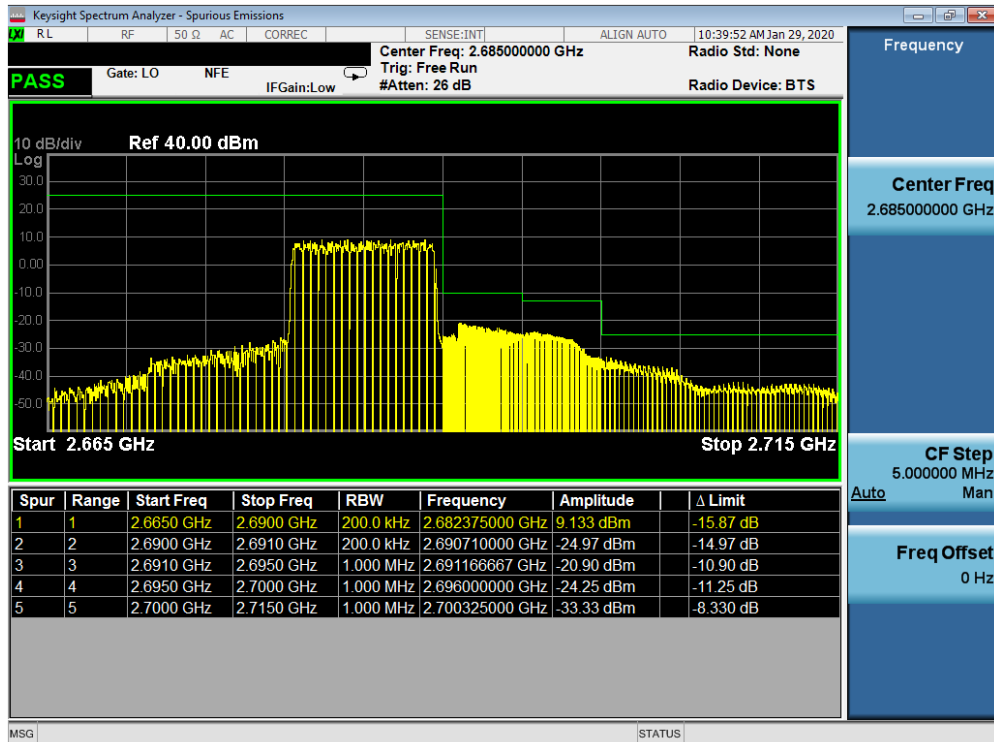 Keysight Spectrum Analyzer - Spurious Emissions
LXI RL RF 50 Ω AC CORREC SENSE:INT ALIGN AUTO 10:39:52 AM Jan 29, 2020
Center Freq: 2.685000000 GHz Radio Std: None
Trig: Free Run
PASS Gate: LO NFE IFGain:Low #Atten: 26 dB Radio Device: BTS
Frequency
10 dB/div Ref 40.00 dBm
Log
30.0
20.0
10.0
0.00
-10.0
-20.0
-30.0
-40.0
-50.0
Start 2.665 GHz Stop 2.715 GHz
Center Freq
2.685000000 GHz
CF Step
5.000000 MHz
Auto Man
Freq Offset
0 Hz
Spur Range Start Freq Stop Freq RBW Frequency Amplitude Δ Limit
1 1 2.6650 GHz 2.6900 GHz 200.0 kHz 2.682375000 GHz 9.133 dBm -15.87 dB
2 2 2.6900 GHz 2.6910 GHz 200.0 kHz 2.690710000 GHz -24.97 dBm -14.97 dB
3 3 2.6910 GHz 2.6950 GHz 1.000 MHz 2.691166667 GHz -20.90 dBm -10.90 dB
4 4 2.6950 GHz 2.7000 GHz 1.000 MHz 2.696000000 GHz -24.25 dBm -11.25 dB
5 5 2.7000 GHz 2.7150 GHz 1.000 MHz 2.700325000 GHz -33.33 dBm -8.330 dB
MSG STATUS